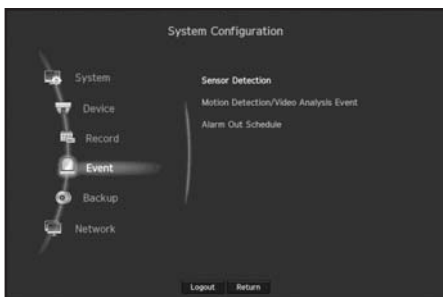 System Configuration
System
Device
Record
Event
Backup
Network
Sensor Detection
Motion Detection/Video Analysis Event
Alarm Out Schedule
Logout
Return